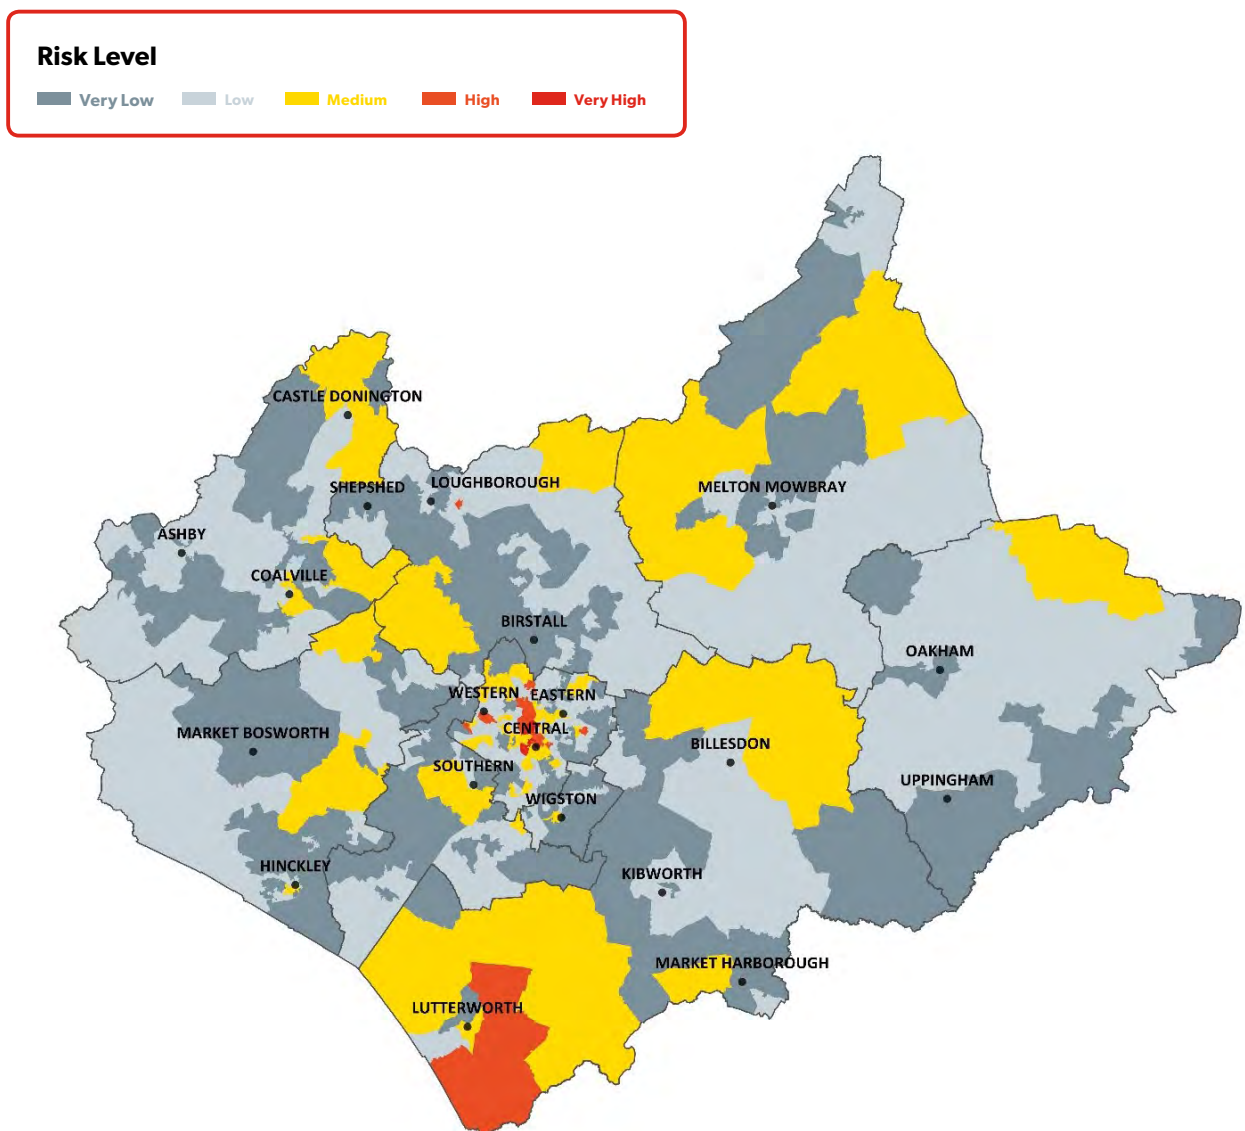 Risk Level
Very Low Low Medium High Very High
CASTLE DONINGTON
SHEPSHED LOUGHBOROUGH
MELTON MOWBRAY
ASHBY
COALVILLE
BIRSTALL
OAKHAM
WESTERN EASTERN
CENTRAL
MARKET BOSWORTH
BILLESDON
SOUTHERN
UPPINGHAM
WIGSTON
HINCKLEY
KIBWORTH
MARKET HARBOROUGH
LUTTERWORTH